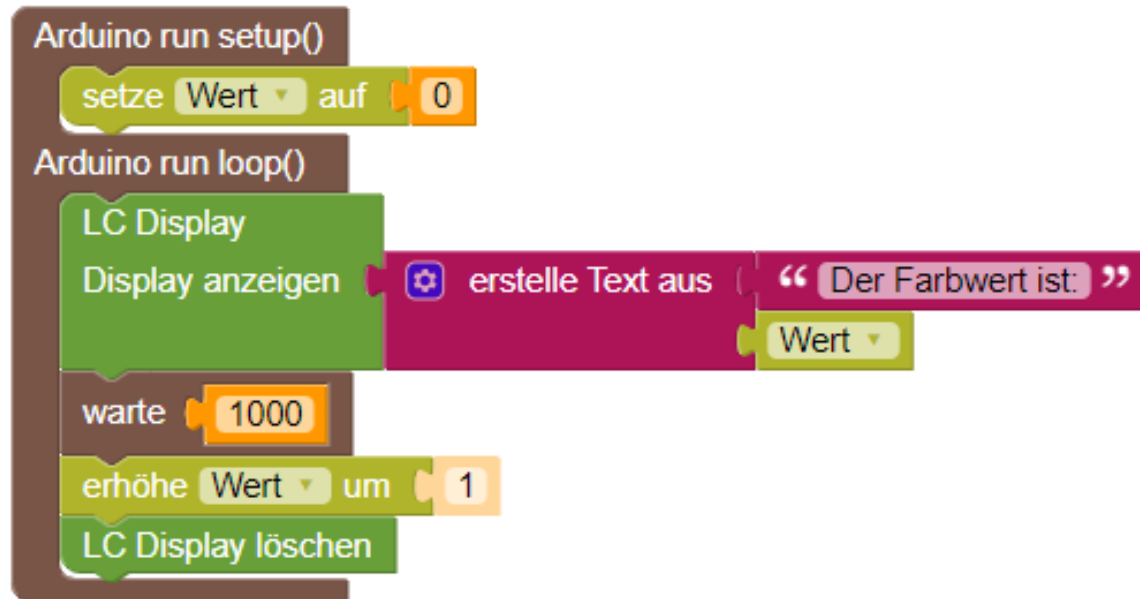 Arduino run setup()
setze Wert auf 0
Arduino run loop()
LC Display
Display anzeigen erstelle Text aus “ Der Farbwert ist: ”
Wert
warte 1000
erhöhe Wert um 1
LC Display löschen